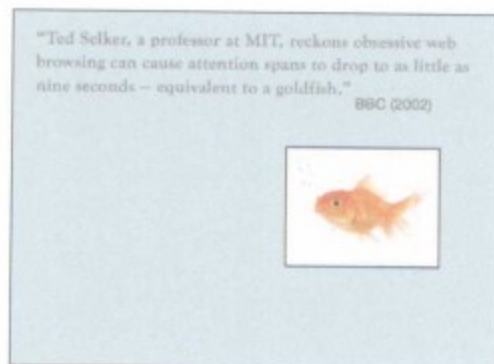 “Ted Selker, a professor at MIT, reckons obsessive web
browsing can cause attention spans to drop to as little as
nine seconds – equivalent to a goldfish.”
BBC (2002)